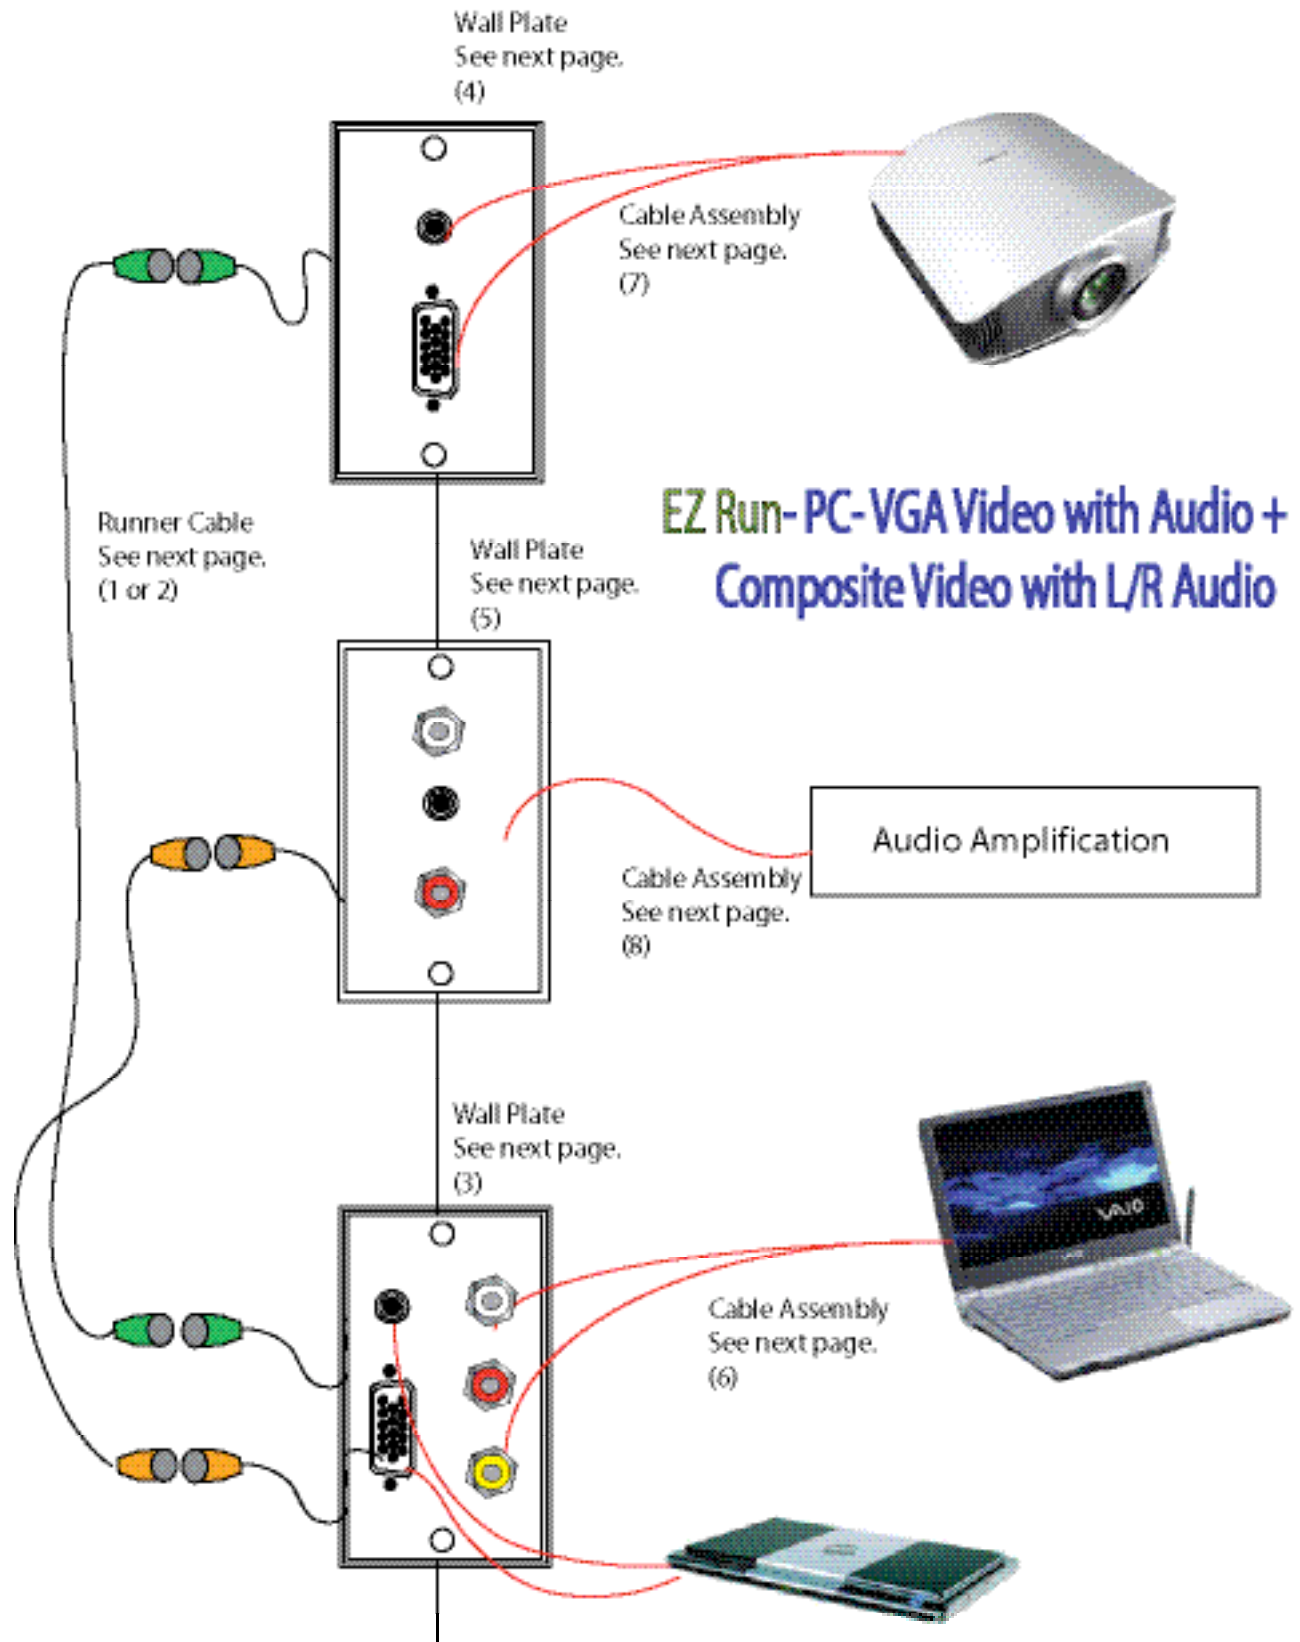 Wall Plate
See next page.
(4)
Cable Assembly
See next page.
(7)
Runner Cable
See next page.
(1 or 2)
EZ Run- PC- VGA Video with Audio +
Composite Video with L/R Audio
Wall Plate
See next page.
(5)
Audio Amplification
Cable Assembly
See next page.
(8)
Wall Plate
See next page.
(3)
VAIO
Cable Assembly
See next page.
(6)